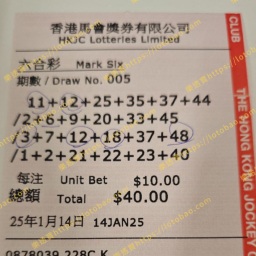 香港馬會獎券有限公司
HKJC Lotteries Limited
六合彩 Mark Six
期數 / Draw No. 005
11+12+25+35+37+44
/2+6+9+20+33+45
/3+7+12+18+37+48
/1+2+21+22+23+40
每注 Unit Bet $10.00
總額 Total $40.00
25年1月14日 14JAN25
0878039 228C K
CLUB
THE HONG KONG JOCKEY C